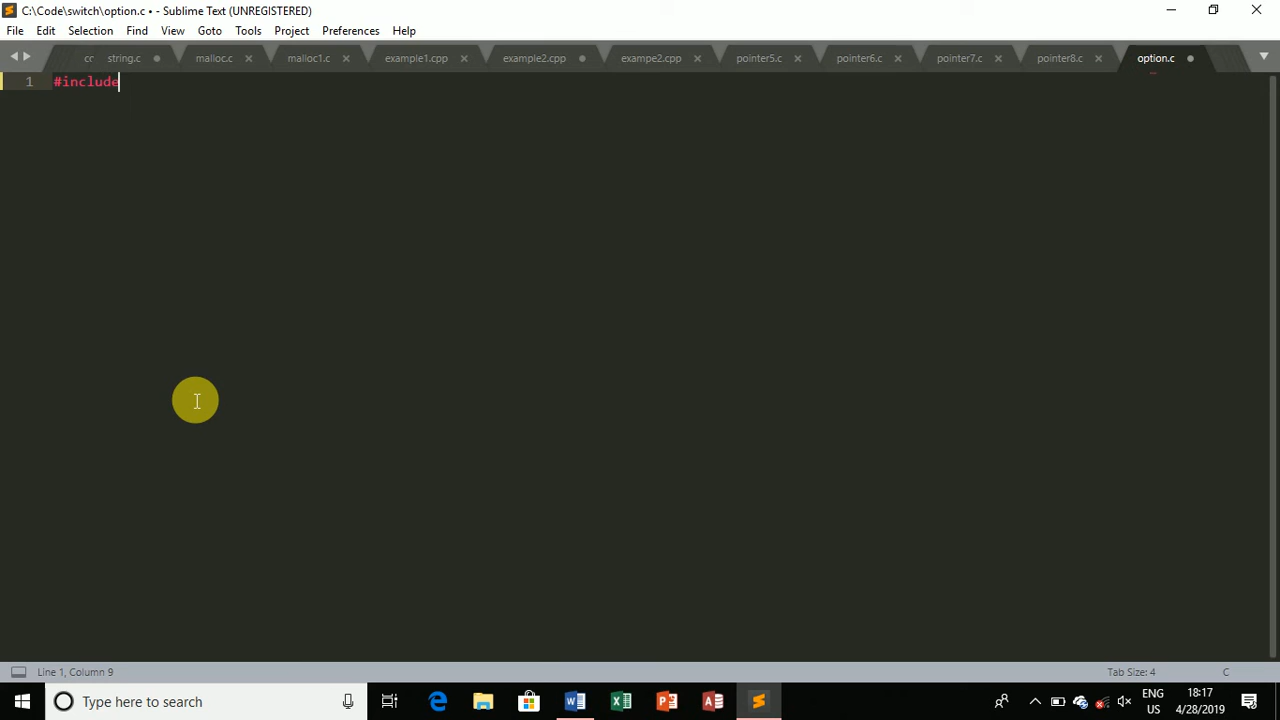 C:\Code\switch\option.c • - Sublime Text (UNREGISTERED)
File Edit Selection Find View Goto Tools Project Preferences Help
string.c malloc.c malloc1.c example1.cpp example2.cpp exampe2.cpp pointer5.c pointer6.c pointer7.c pointer8.c option.c
1 #include
Line 1, Column 9 Tab Size: 4 C
Type here to search
ENG 18:17
US 4/28/2019